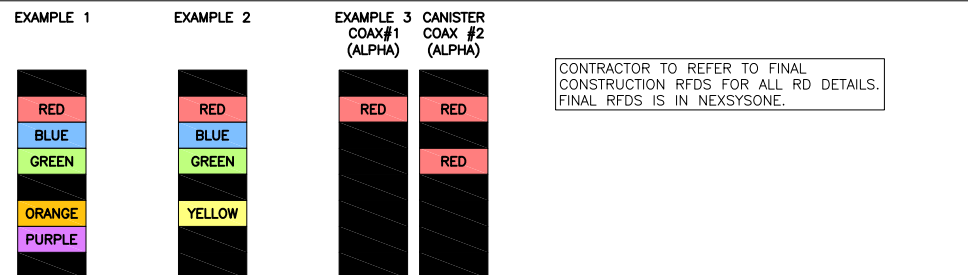 EXAMPLE 1
EXAMPLE 2
EXAMPLE 3
COAX#1
(ALPHA)
CANISTER
COAX #2
(ALPHA)
RED
BLUE
GREEN
ORANGE
PURPLE
RED
BLUE
GREEN
YELLOW
RED
RED
RED
CONTRACTOR TO REFER TO FINAL
CONSTRUCTION RFDS FOR ALL RD DETAILS.
FINAL RFDS IS IN NEXSYSONE.